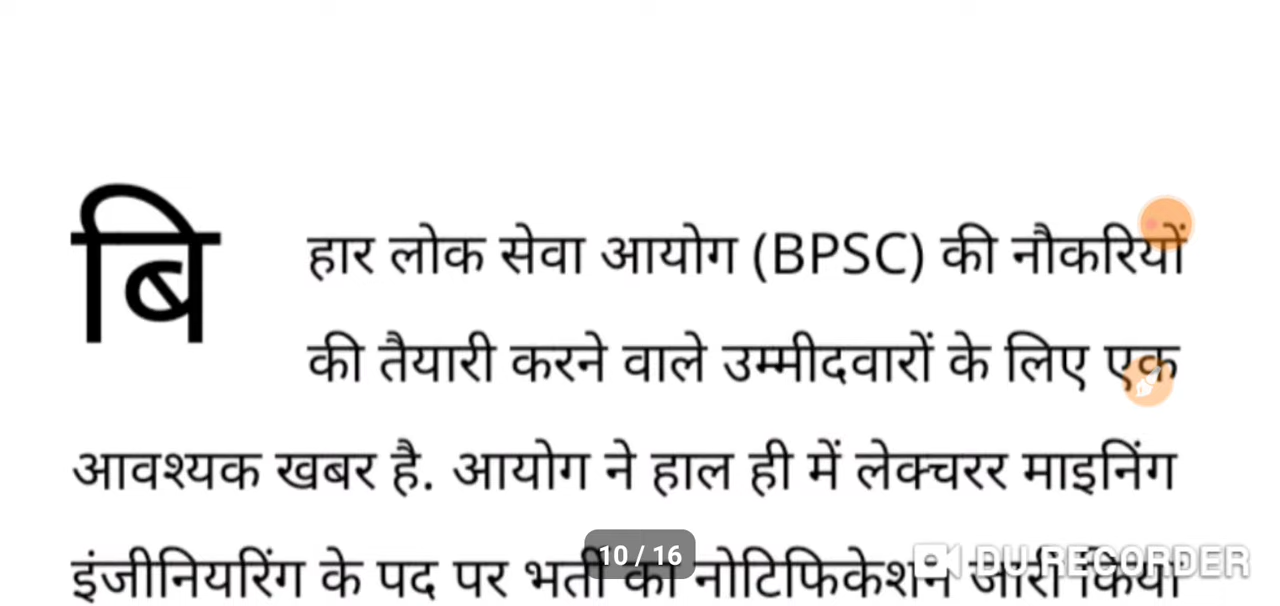 बिहार लोक सेवा आयोग (BPSC) की नौकरियों
की तैयारी करने वाले उम्मीदवारों के लिए एक
आवश्यक खबर है. आयोग ने हाल ही में लेक्चरर माइनिंग
इंजीनियरिंग के पद पर भर्ती का नोटिफिकेशन जारी किया
10 / 16
DU RECORDER